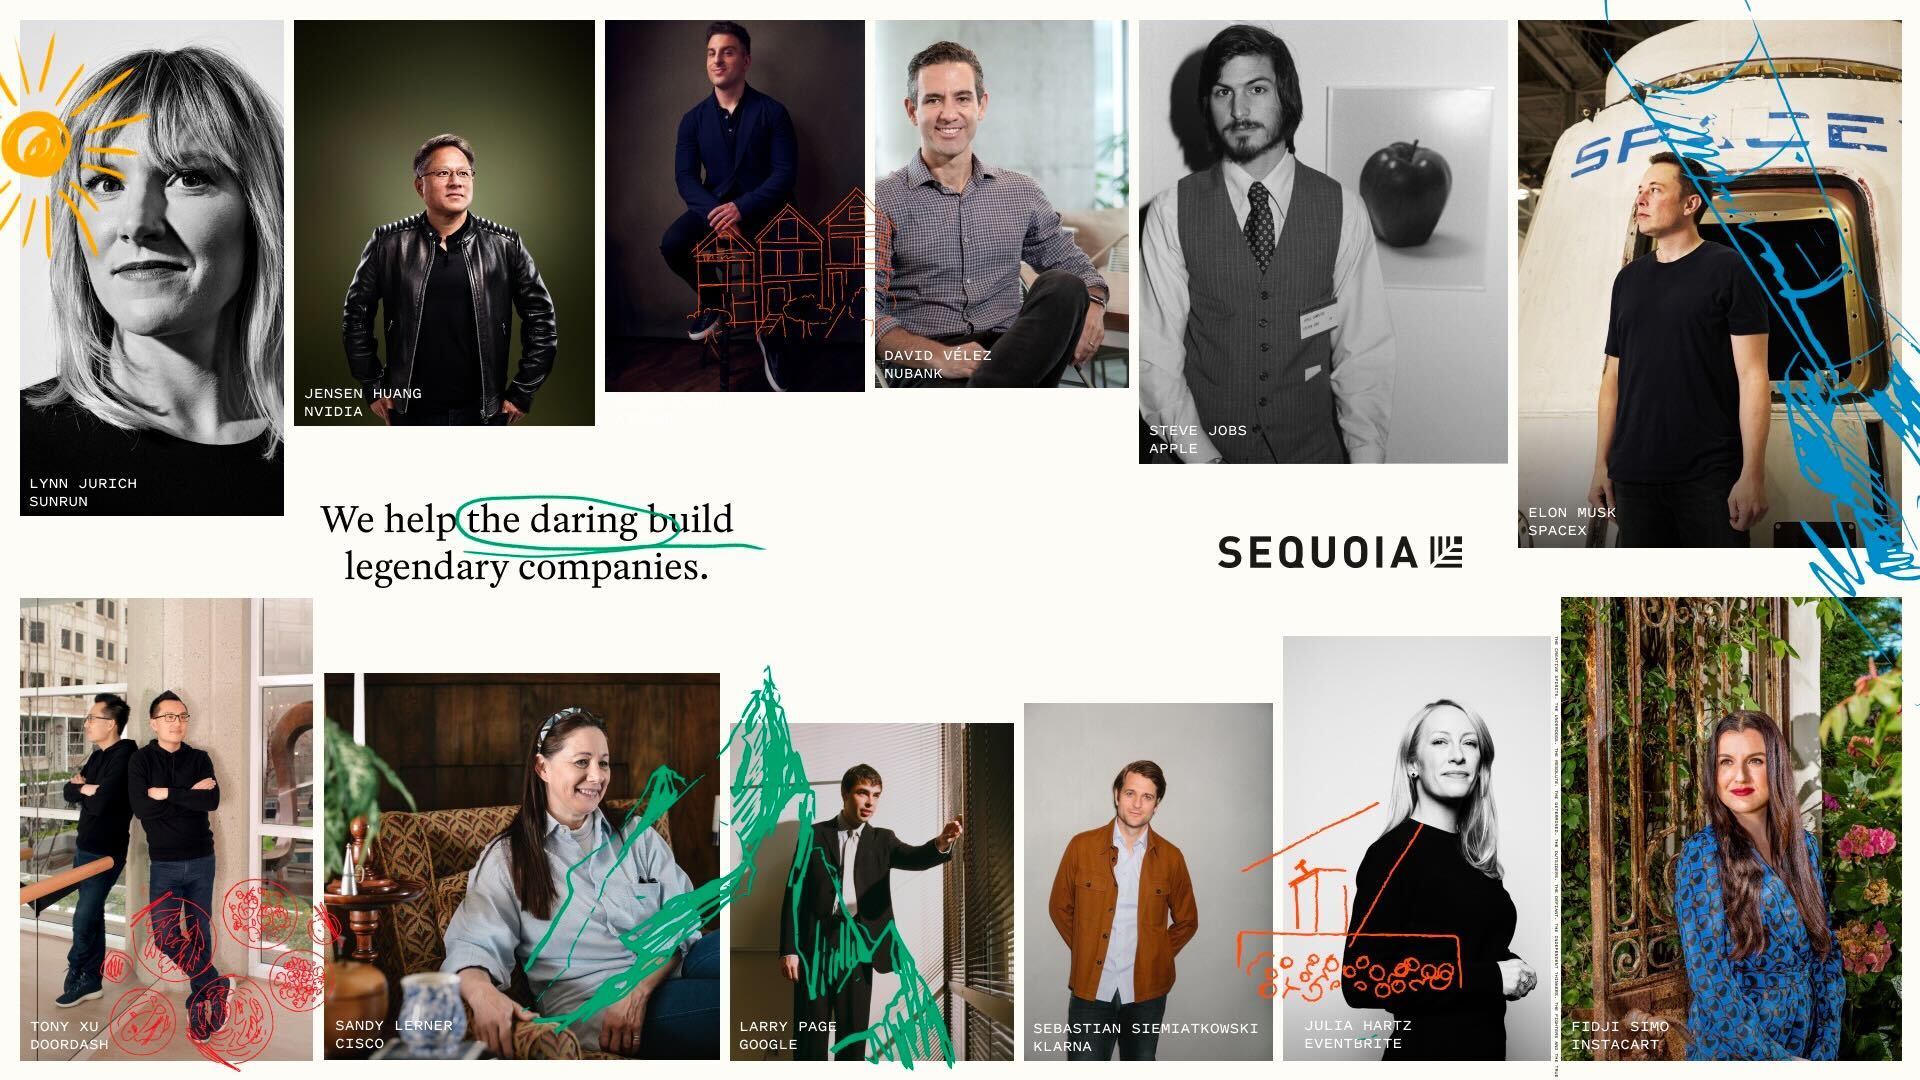 LYNN JURICH
SUNRUN
JENSEN HUANG
NVIDIA
DAVID VÉLEZ
NUBANK
STEVE JOBS
APPLE
SPACE
ELON MUSK
SPACEX
We help the daring build
legendary companies.
SEQUOIA
TONY XU
DOORDASH
SANDY LERNER
CISCO
LARRY PAGE
GOOGLE
SEBASTIAN SIEMIATKOWSKI
KLARNA
JULIA HARTZ
EVENTBRITE
FIDJI SIMO
INSTACART